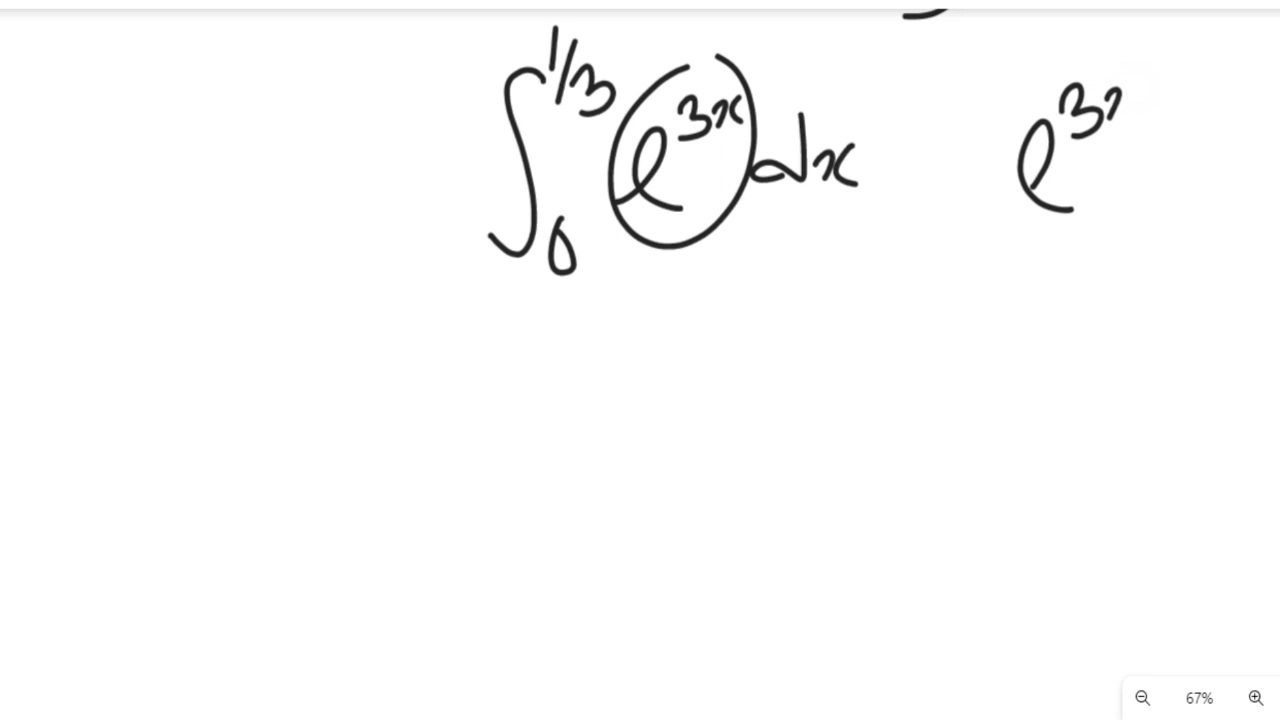 ∫₀^{1/3} e^{3x} dx e^{3x}
67%